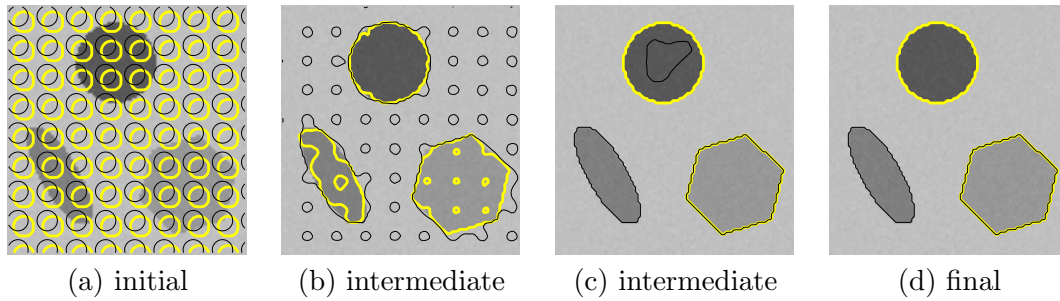 (a) initial (b) intermediate (c) intermediate (d) final